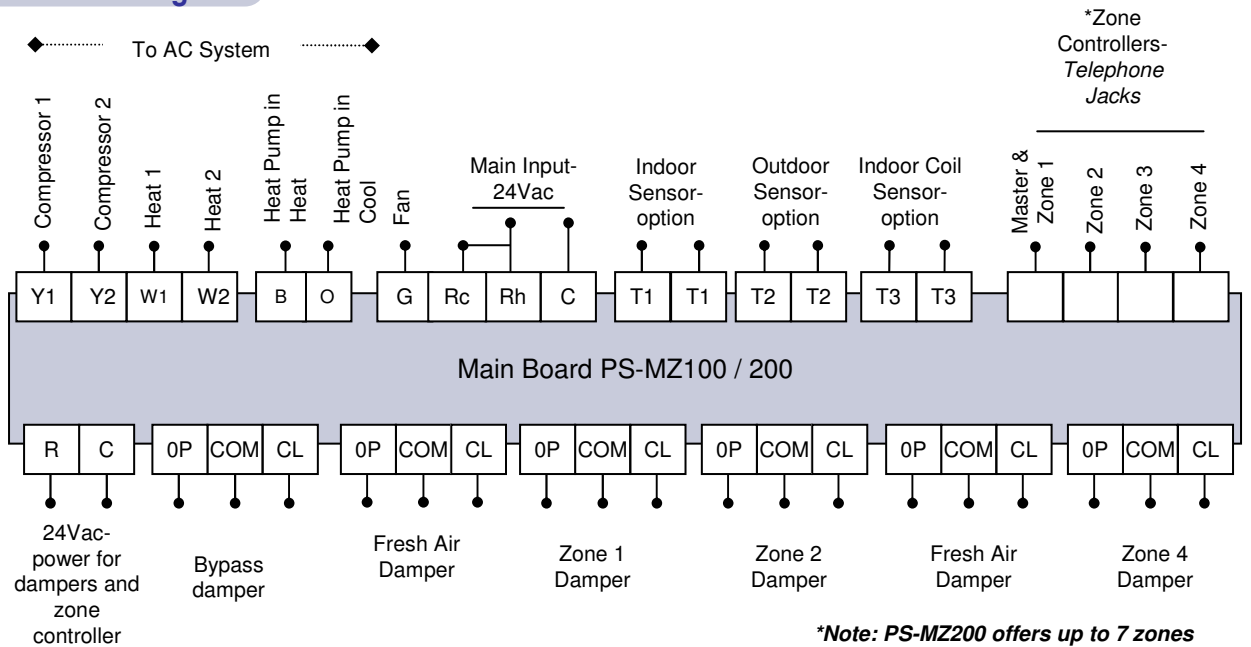 To AC System
*Zone
Controllers-
Telephone
Jacks
Compressor 1
Compressor 2
Heat 1
Heat 2
Heat Pump in
Heat
Heat Pump in
Cool
Fan
Main Input-
24Vac
Indoor
Sensor-
option
Outdoor
Sensor-
option
Indoor Coil
Sensor-
option
Master &
Zone 1
Zone 2
Zone 3
Zone 4
Y1 Y2 W1 W2 B O G Rc Rh C T1 T1 T2 T2 T3 T3
Main Board PS-MZ100 / 200
R C 0P COM CL 0P COM CL 0P COM CL 0P COM CL 0P COM CL 0P COM CL
24Vac-
power for
dampers and
zone
controller
Bypass
damper
Fresh Air
Damper
Zone 1
Damper
Zone 2
Damper
Fresh Air
Damper
Zone 4
Damper
*Note: PS-MZ200 offers up to 7 zones